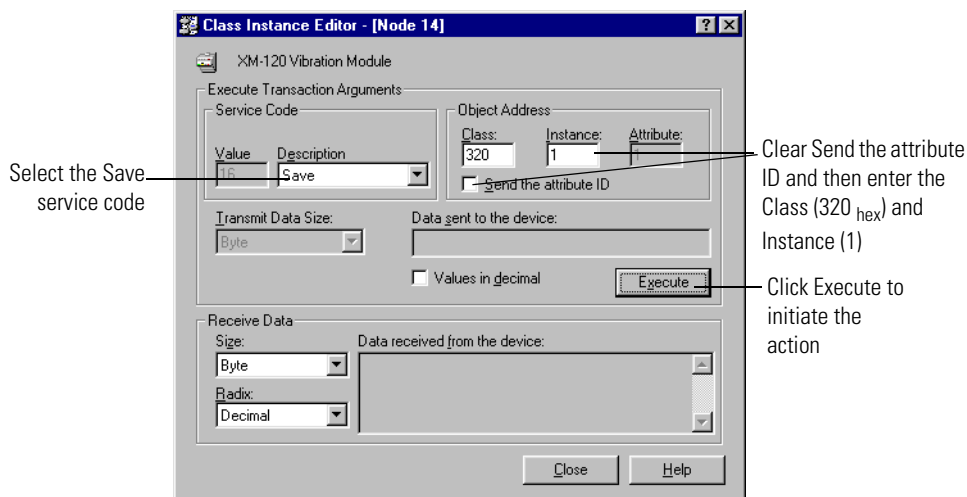 Class Instance Editor - [Node 14]
XM-120 Vibration Module
Execute Transaction Arguments
Service Code
Value
Description
16
Save
Object Address
Class:
Instance:
Attribute:
320
1
1
Send the attribute ID
Transmit Data Size:
Byte
Data sent to the device:
Values in decimal
Execute
Receive Data
Size:
Byte
Radix:
Decimal
Data received from the device:
Close
Help
Select the Save
service code
Clear Send the attribute
ID and then enter the
Class (320 hex) and
Instance (1)
Click Execute to
initiate the
action